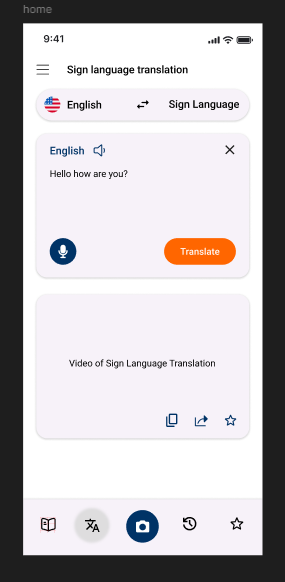 home
9:41
Sign language translation
English
Sign Language
English
Hello how are you?
Translate
Video of Sign Language Translation